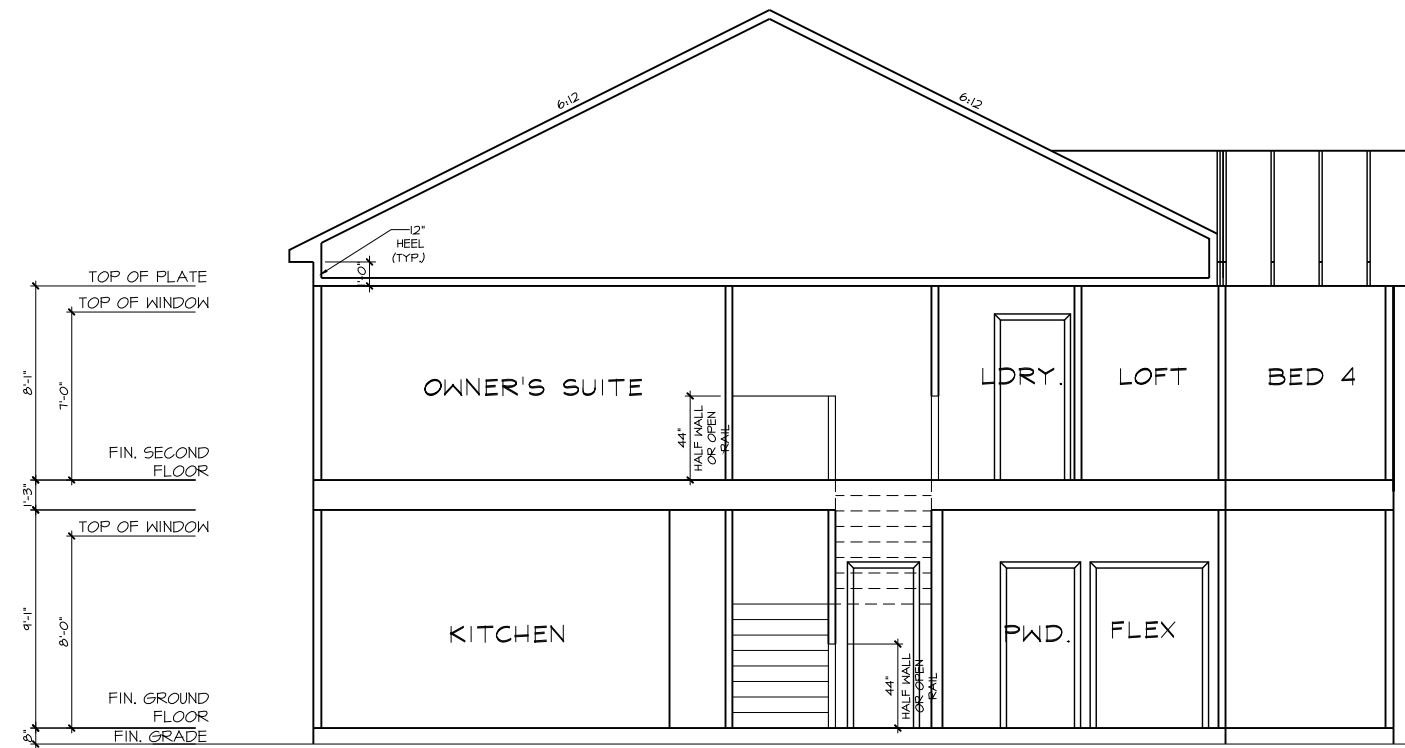 6:12
6:12
12"
HEEL
(TYP.)
1'-0"
TOP OF PLATE
TOP OF WINDOW
8'-1"
7'-0"
OWNER'S SUITE
LDRY.
LOFT
BED 4
44"
HALF WALL
OR OPEN
RAIL
FIN. SECOND
FLOOR
1'-3"
TOP OF WINDOW
9'-1"
8'-0"
KITCHEN
PWD.
FLEX
44"
HALF WALL
OR OPEN
RAIL
FIN. GROUND
FLOOR
8"
FIN. GRADE